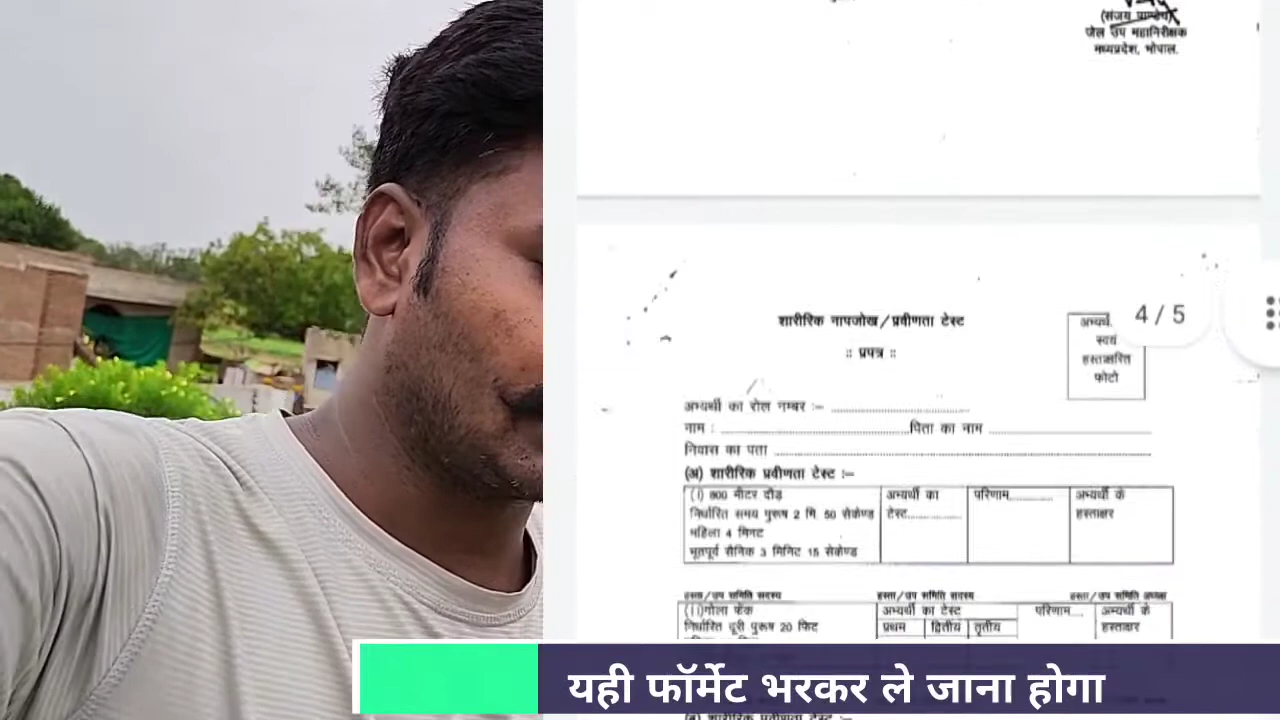 (संजय पाण्डेय)
जेल उप महानिरीक्षक
मध्यप्रदेश, भोपाल.
4 / 5
शारीरिक नापजोख/प्रवीणता टेस्ट
:: प्रपत्र ::
अभ्यर्थी का रोल नम्बर :-
नाम : पिता का नाम
निवास का पता
स्वयं
हस्ताक्षरित
फोटो
(अ) शारीरिक प्रवीणता टेस्ट :-
(i) 800 मीटर दौड़
निर्धारित समय पुरूष 2 मि. 50 सेकेण्ड
महिला 4 मिनट
भूतपूर्व सैनिक 3 मिनिट 15 सेकेण्ड
अभ्यर्थी का
टेस्ट
परिणाम
अभ्यर्थी के
हस्ताक्षर
हस्ता/उप समिति सदस्य हस्ता/उप समिति सदस्य हस्ता/उप समिति अध्यक्ष
(ii)गोला फेंक
निर्धारित दूरी पुरूष 20 फिट
अभ्यर्थी का टेस्ट
प्रथम द्वितीय तृतीय
परिणाम
अभ्यर्थी के
हस्ताक्षर
यही फॉर्मेट भरकर ले जाना होगा